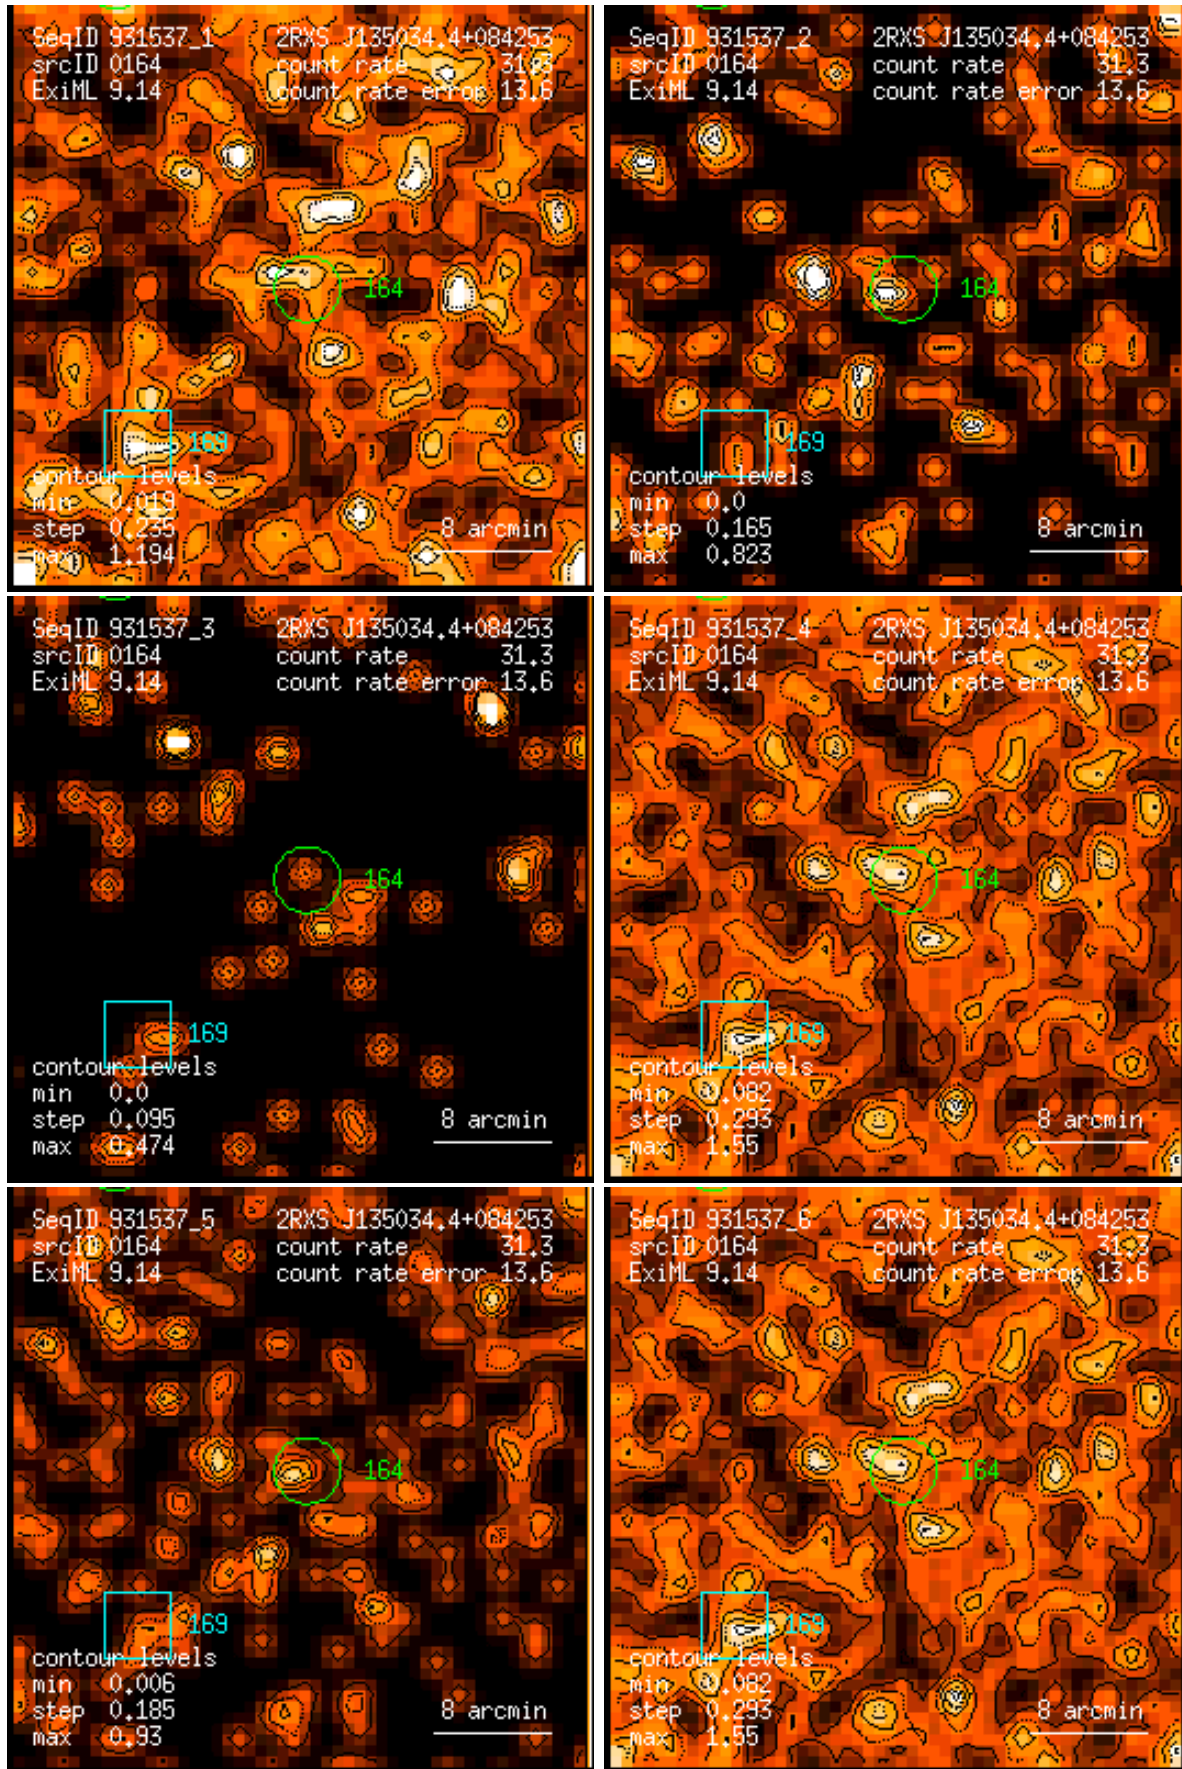 SeqID 931537_1 2RXS J135034.4+084253
srcID 0164 count rate 31.3
ExiML 9.14 count rate error 13.6
164
169
contour levels
min 0.019
step 0.235 8 arcmin
max 1.194
SeqID 931537_2 2RXS J135034.4+084253
srcID 0164 count rate 31.3
ExiML 9.14 count rate error 13.6
164
169
contour levels
min 0.0
step 0.165 8 arcmin
max 0.823
SeqID 931537_3 2RXS J135034.4+084253
srcID 0164 count rate 31.3
ExiML 9.14 count rate error 13.6
164
169
contour levels
min 0.0
step 0.095 8 arcmin
max 0.474
SeqID 931537_4 2RXS J135034.4+084253
srcID 0164 count rate 31.3
ExiML 9.14 count rate error 13.6
164
169
contour levels
min 0.082
step 0.293 8 arcmin
max 1.55
SeqID 931537_5 2RXS J135034.4+084253
srcID 0164 count rate 31.3
ExiML 9.14 count rate error 13.6
164
169
contour levels
min 0.006
step 0.185 8 arcmin
max 0.93
SeqID 931537_6 2RXS J135034.4+084253
srcID 0164 count rate 31.3
ExiML 9.14 count rate error 13.6
164
169
contour levels
min 0.082
step 0.293 8 arcmin
max 1.55